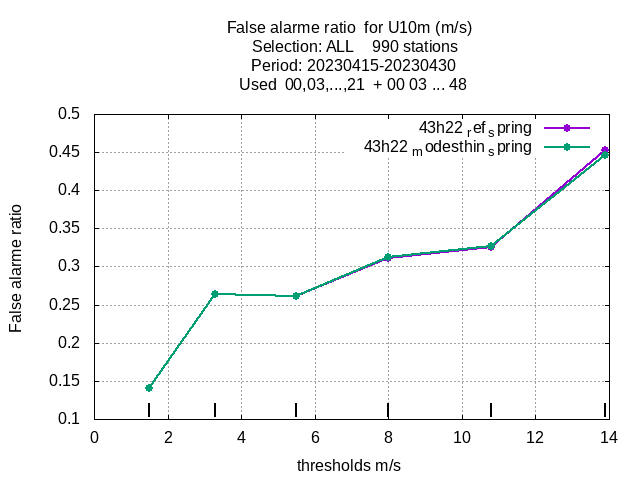 False alarme ratio  for U10m (m/s)
Selection: ALL    990 stations
Period: 20230415-20230430
Used  00,03,...,21  + 00 03 ... 48
43h22 ref spring
43h22 modesthin spring
0.5
0.45
0.4
0.35
0.3
0.25
0.2
0.15
0.1
False alarme ratio
0 2 4 6 8 10 12 14
thresholds m/s